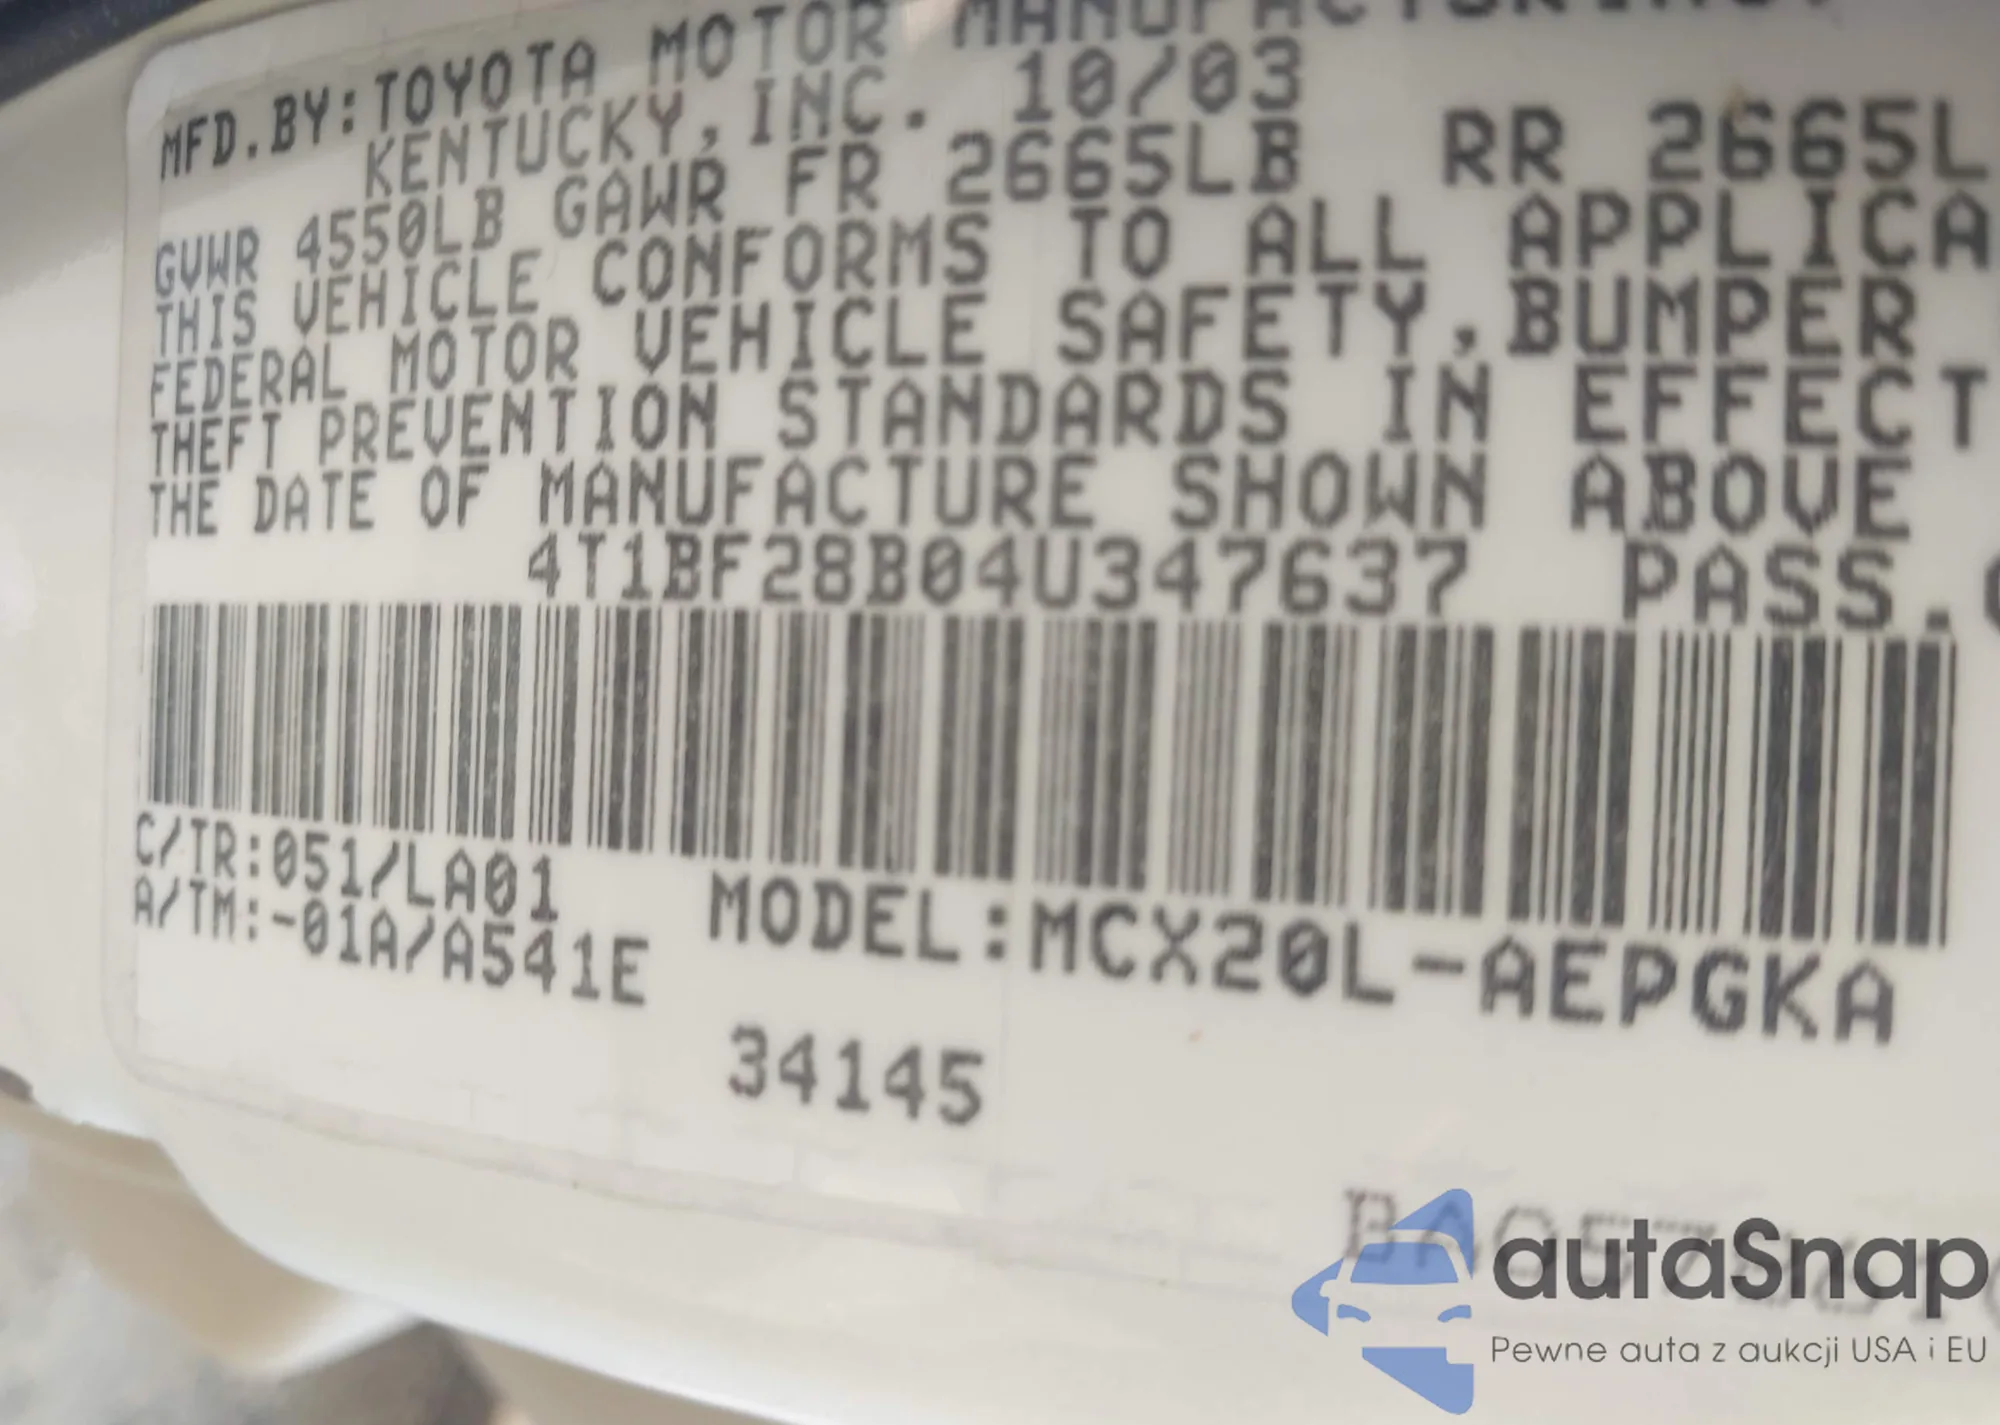 MFD.BY:TOYOTA MOTOR MANUFACTURING.
KENTUCKY,INC. 10/03
GVWR 4550LB GAWR FR 2665LB RR 2665L
THIS VEHICLE CONFORMS TO ALL APPLICA
FEDERAL MOTOR VEHICLE SAFETY,BUMPER
THEFT PREVENTION STANDARDS IN EFFECT
THE DATE OF MANUFACTURE SHOWN ABOVE
4T1BF28B04U347637 PASS.
C/TR:051/LA01
A/TM:-01A/A541E
MODEL:MCX20L-AEPGKA
34145
autaSnap
Pewne auta z aukcji USA i EU